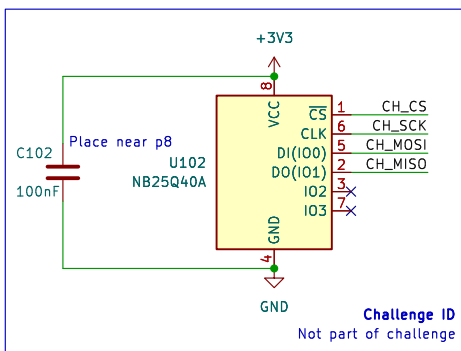 +3V3
8
VCC
1
CS
CH_CS
6
CLK
CH_SCK
Place near p8
C102
100nF
U102
NB25Q40A
5
DI(IO0)
CH_MOSI
2
DO(IO1)
CH_MISO
3
IO2
7
IO3
GND
4
GND
Challenge ID
Not part of challenge